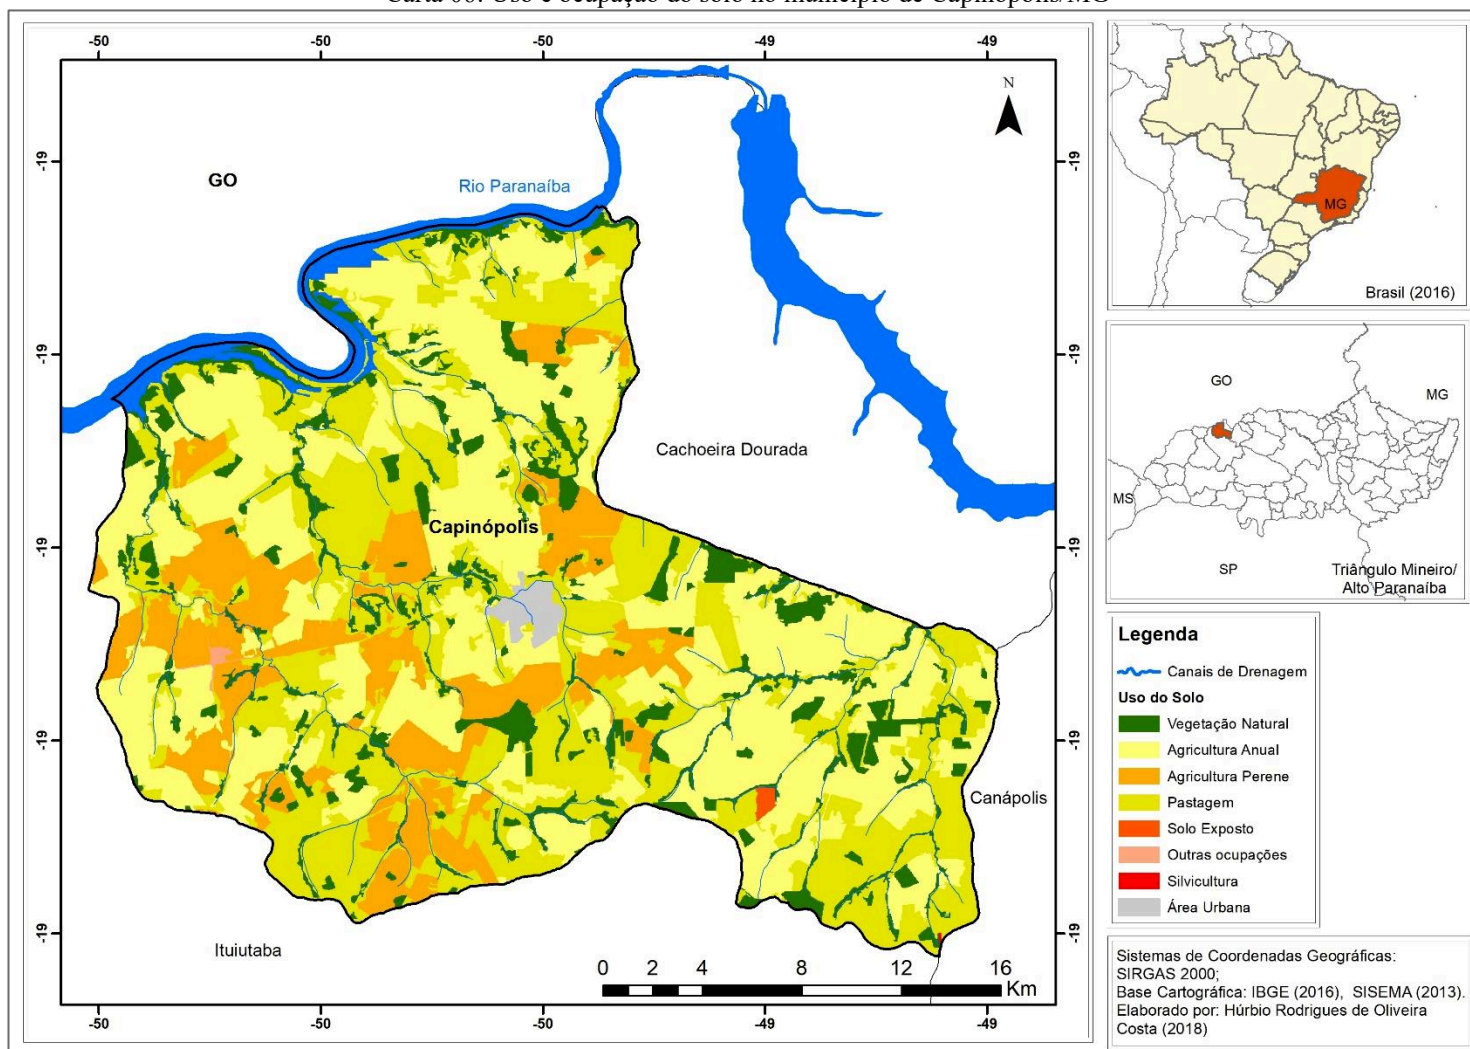 Carta 06: Uso e ocupação do solo no município de Capinópolis/MG
-50 -50 -50 -49 -49
N
GO
Rio Paranaíba
-19 -19
-19 -19
Cachoeira Dourada
Capinópolis
-19 -19
-19 -19
Canápolis
-19 -19
Ituiutaba
0 2 4 8 12 16
Km
-50 -50 -50 -49 -49
MG
Brasil (2016)
GO
MG
MS
SP
Triângulo Mineiro/
Alto Paranaíba
Legenda
Canais de Drenagem
Uso do Solo
Vegetação Natural
Agricultura Anual
Agricultura Perene
Pastagem
Solo Exposto
Outras ocupações
Silvicultura
Área Urbana
Sistemas de Coordenadas Geográficas:
SIRGAS 2000;
Base Cartográfica: IBGE (2016), SISEMA (2013).
Elaborado por: Húrbio Rodrigues de Oliveira
Costa (2018)